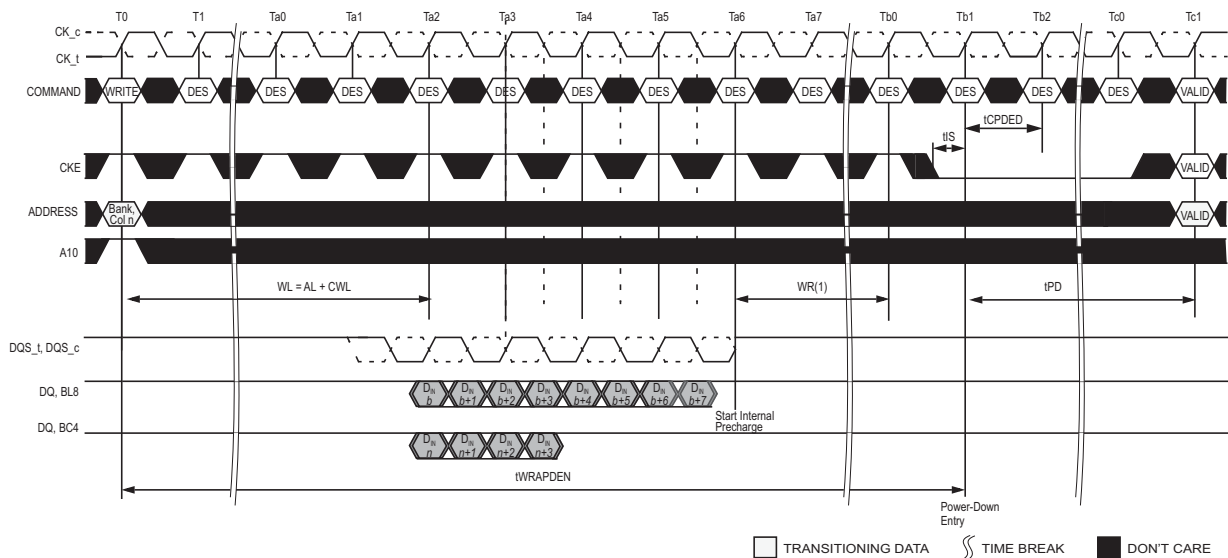 T0 T1 Ta0 Ta1 Ta2 Ta3 Ta4 Ta5 Ta6 Ta7 Tb0 Tb1 Tb2 Tc0 Tc1
CK_c
CK_t
COMMAND WRITE DES DES DES DES DES DES DES DES DES DES DES DES DES VALID
tCPDED
tIS
CKE VALID
ADDRESS Bank, Col n VALID
A10
WL = AL + CWL WR(1) tPD
DQS_t, DQS_c
DQ, BL8 DIN b DIN b+1 DIN b+2 DIN b+3 DIN b+4 DIN b+5 DIN b+6 DIN b+7
Start Internal
Precharge
DQ, BC4 DIN n DIN n+1 DIN n+2 DIN n+3
tWRAPDEN
Power-Down
Entry
TRANSITIONING DATA TIME BREAK DON'T CARE